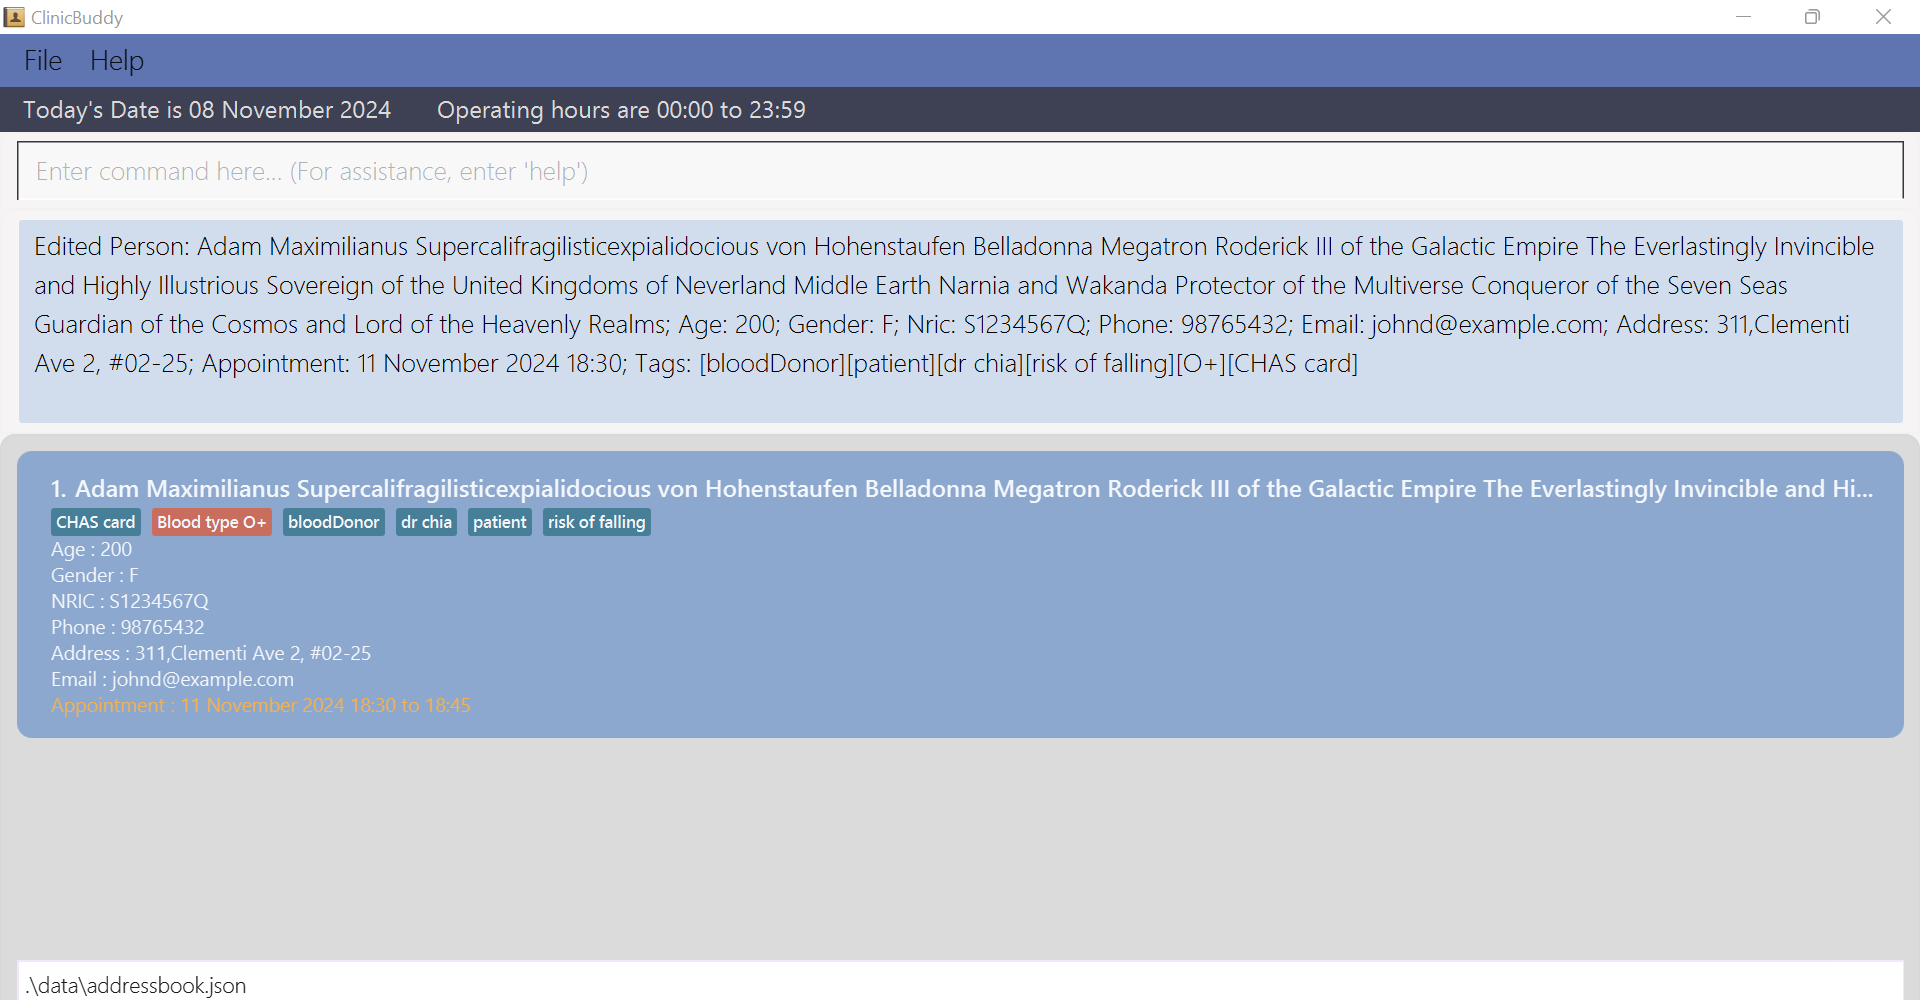 ClinicBuddy
File Help
Today's Date is 08 November 2024 Operating hours are 00:00 to 23:59
Enter command here... (For assistance, enter 'help')
Edited Person: Adam Maximilianus Supercalifragilisticexpialidocious von Hohenstaufen Belladonna Megatron Roderick III of the Galactic Empire The Everlastingly Invincible
and Highly Illustrious Sovereign of the United Kingdoms of Neverland Middle Earth Narnia and Wakanda Protector of the Multiverse Conqueror of the Seven Seas
Guardian of the Cosmos and Lord of the Heavenly Realms; Age: 200; Gender: F; Nric: S1234567Q; Phone: 98765432; Email: johnd@example.com; Address: 311,Clementi
Ave 2, #02-25; Appointment: 11 November 2024 18:30; Tags: [bloodDonor][patient][dr chia][risk of falling][O+][CHAS card]
1. Adam Maximilianus Supercalifragilisticexpialidocious von Hohenstaufen Belladonna Megatron Roderick III of the Galactic Empire The Everlastingly Invincible and Hi...
CHAS card Blood type O+ bloodDonor dr chia patient risk of falling
Age : 200
Gender : F
NRIC : S1234567Q
Phone : 98765432
Address : 311,Clementi Ave 2, #02-25
Email : johnd@example.com
Appointment : 11 November 2024 18:30 to 18:45
.\data\addressbook.json